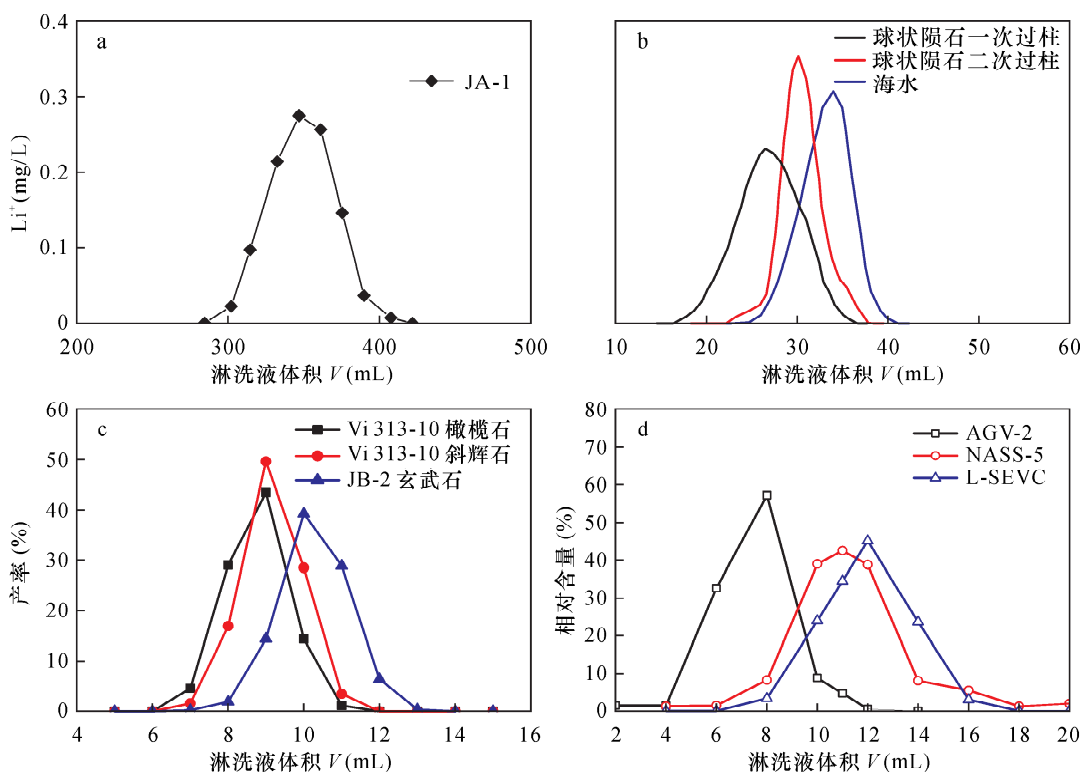 a
JA-1
0.4
0.3
0.2
0.1
0
Li⁺(mg/L)
200
300
400
500
淋洗液体积 V(mL)
b
球状陨石一次过柱
球状陨石二次过柱
海水
10
20
30
40
50
60
淋洗液体积 V(mL)
c
Vi 313-10 橄榄石
Vi 313-10 斜辉石
JB-2 玄武石
60
50
40
30
20
10
0
产率(%)
4
6
8
10
12
14
16
淋洗液体积 V(mL)
d
AGV-2
NASS-5
L-SEVC
80
70
60
50
40
30
20
10
0
相对含量(%)
2
4
6
8
10
12
14
16
18
20
淋洗液体积 V(mL)